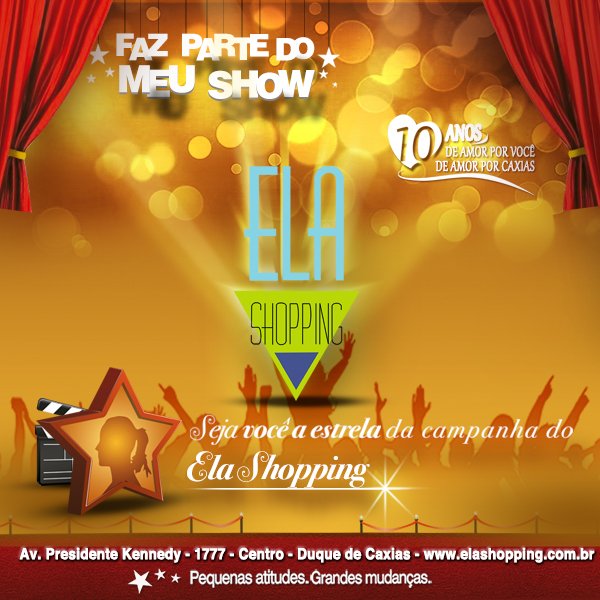 FAZ PARTE DO
MEU SHOW
10 ANOS
DE AMOR POR VOCÊ
DE AMOR POR CAXIAS
ELA
SHOPPING
Seja você a estrela da campanha do
Ela Shopping
Av. Presidente Kennedy - 1777 - Centro - Duque de Caxias - www.elashopping.com.br
Pequenas atitudes. Grandes mudanças.